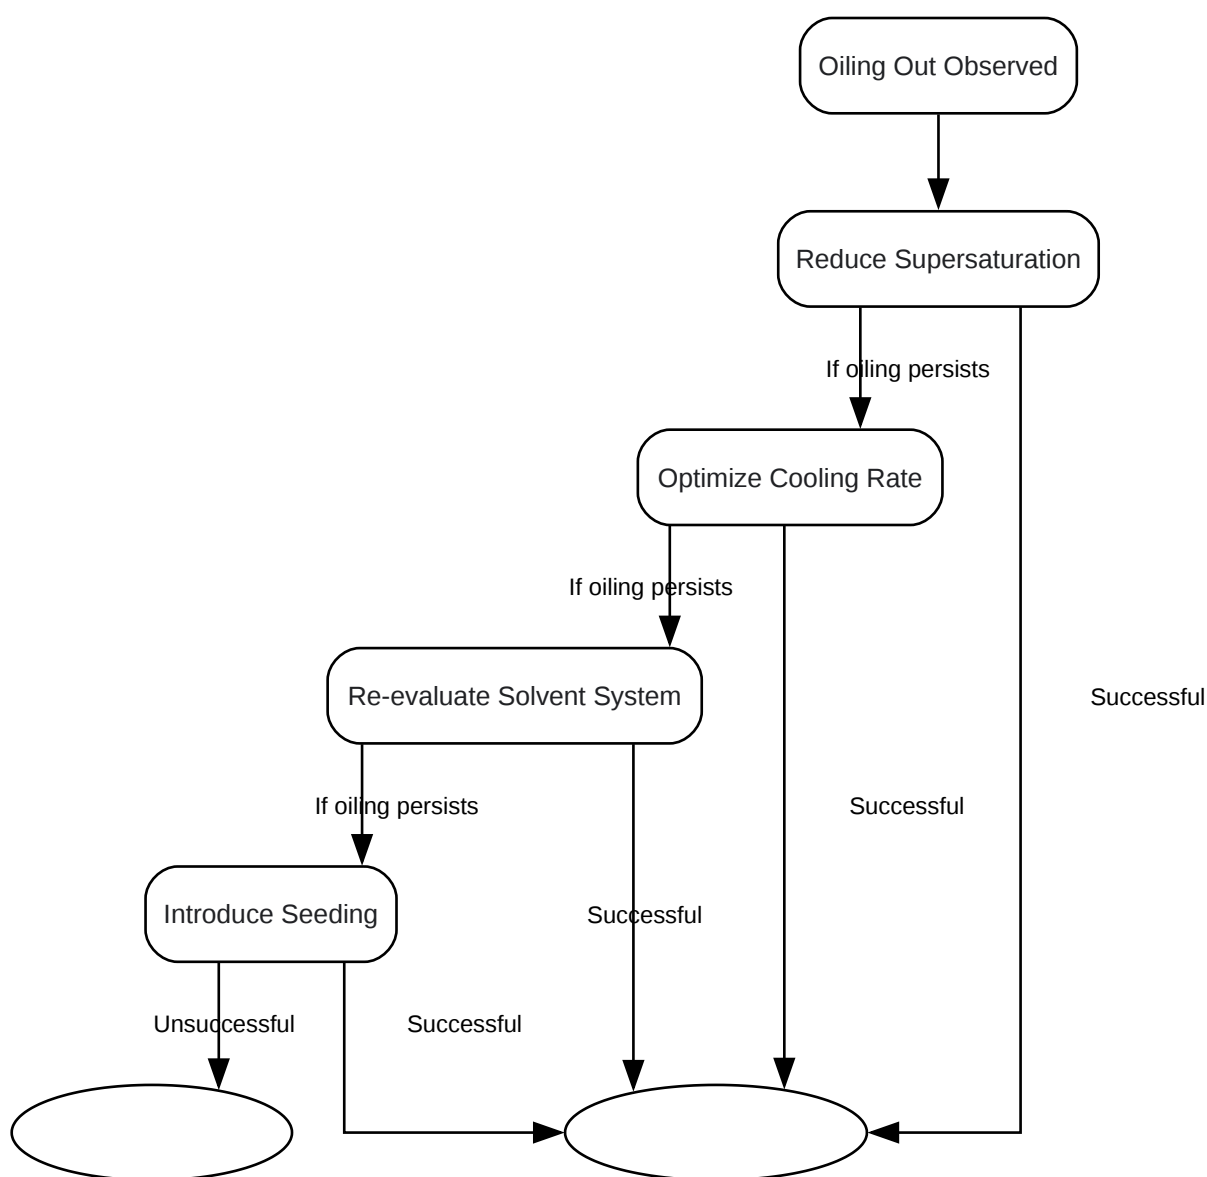 Oiling Out Observed
Reduce Supersaturation
If oiling persists
Optimize Cooling Rate
If oiling persists
Re-evaluate Solvent System
Successful
If oiling persists
Successful
Introduce Seeding
Successful
Unsuccessful
Successful